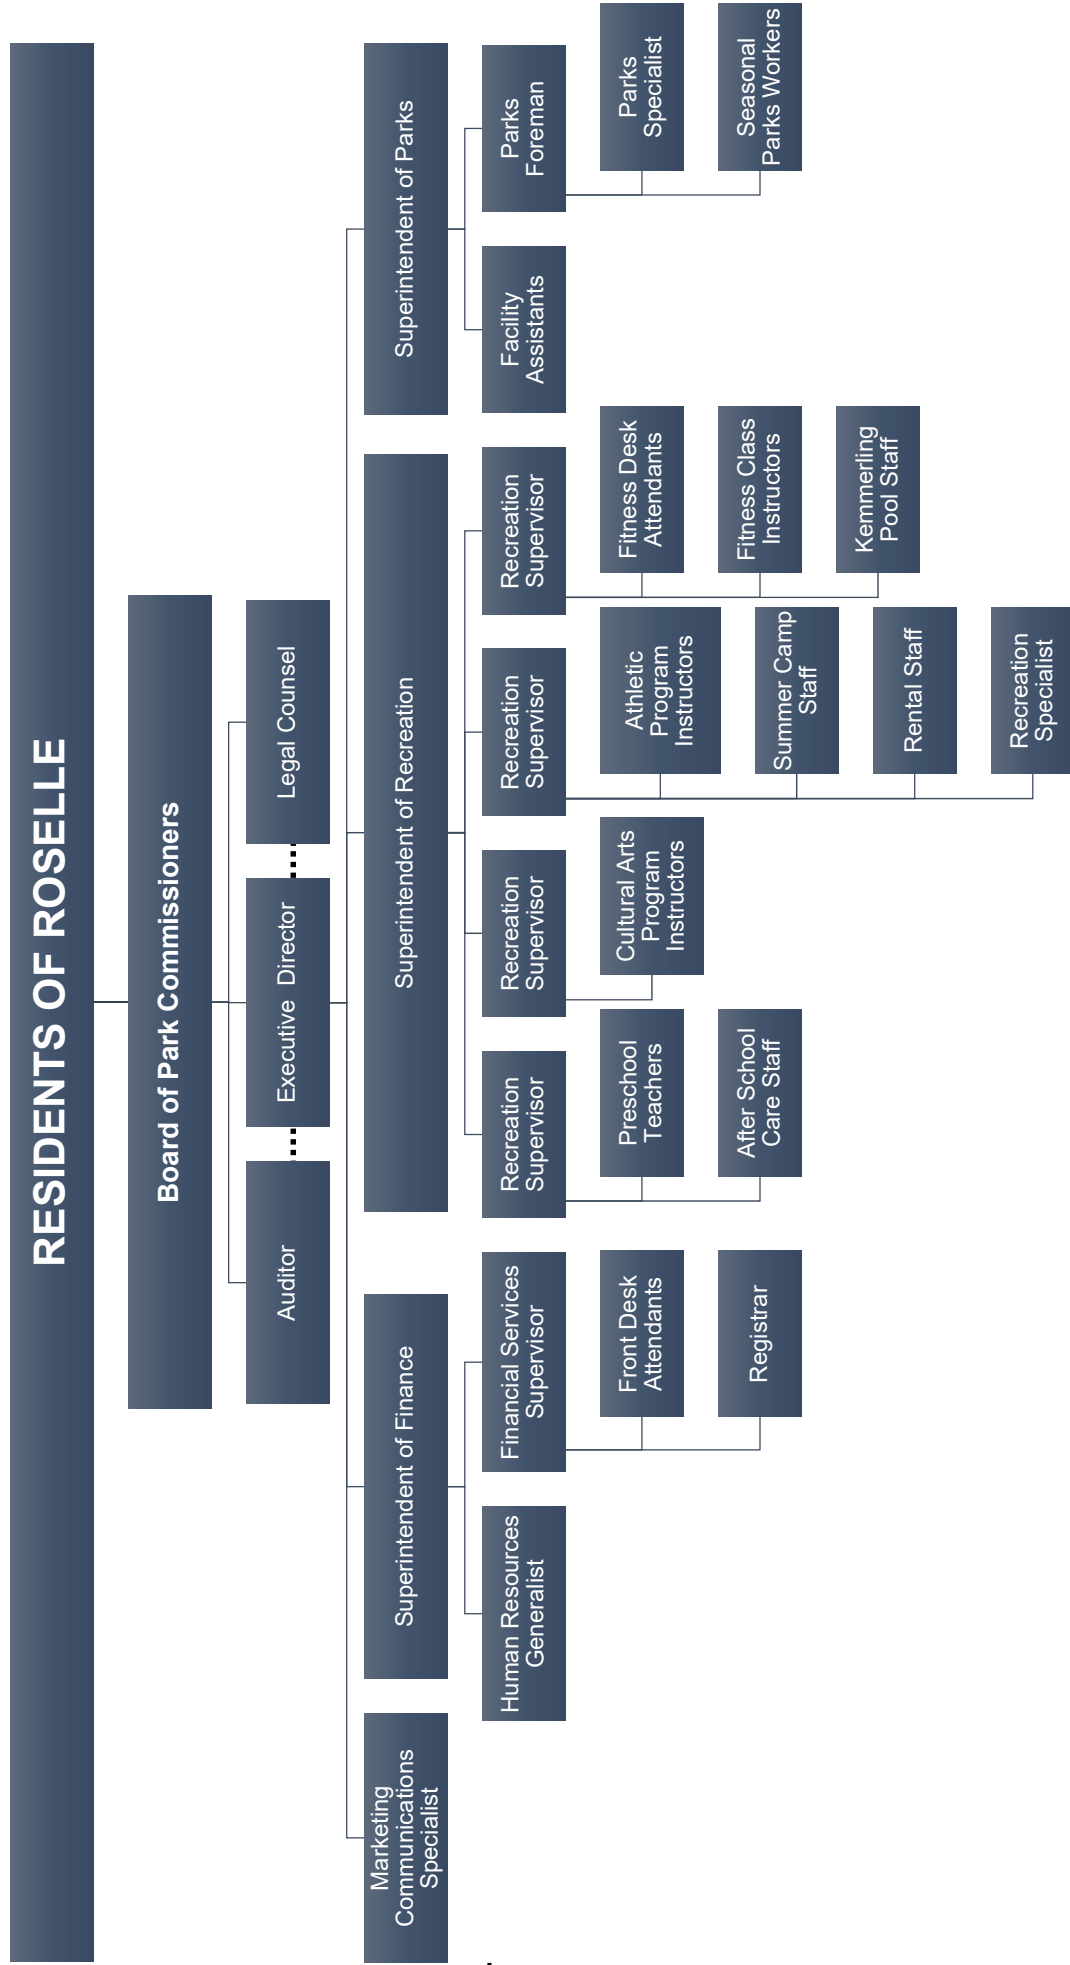 RESIDENTS OF ROSELLE
Board of Park Commissioners
Auditor
Executive Director
Legal Counsel
Marketing
Communications
Specialist
Superintendent of Finance
Superintendent of Recreation
Superintendent of Parks
Human Resources
Generalist
Financial Services
Supervisor
Front Desk
Attendants
Registrar
Recreation
Supervisor
Preschool
Teachers
After School
Care Staff
Recreation
Supervisor
Cultural Arts
Program
Instructors
Recreation
Supervisor
Athletic
Program
Instructors
Summer Camp
Staff
Rental Staff
Recreation
Specialist
Recreation
Supervisor
Fitness Desk
Attendants
Fitness Class
Instructors
Kemmerling
Pool Staff
Facility
Assistants
Parks
Foreman
Parks
Specialist
Seasonal
Parks Workers